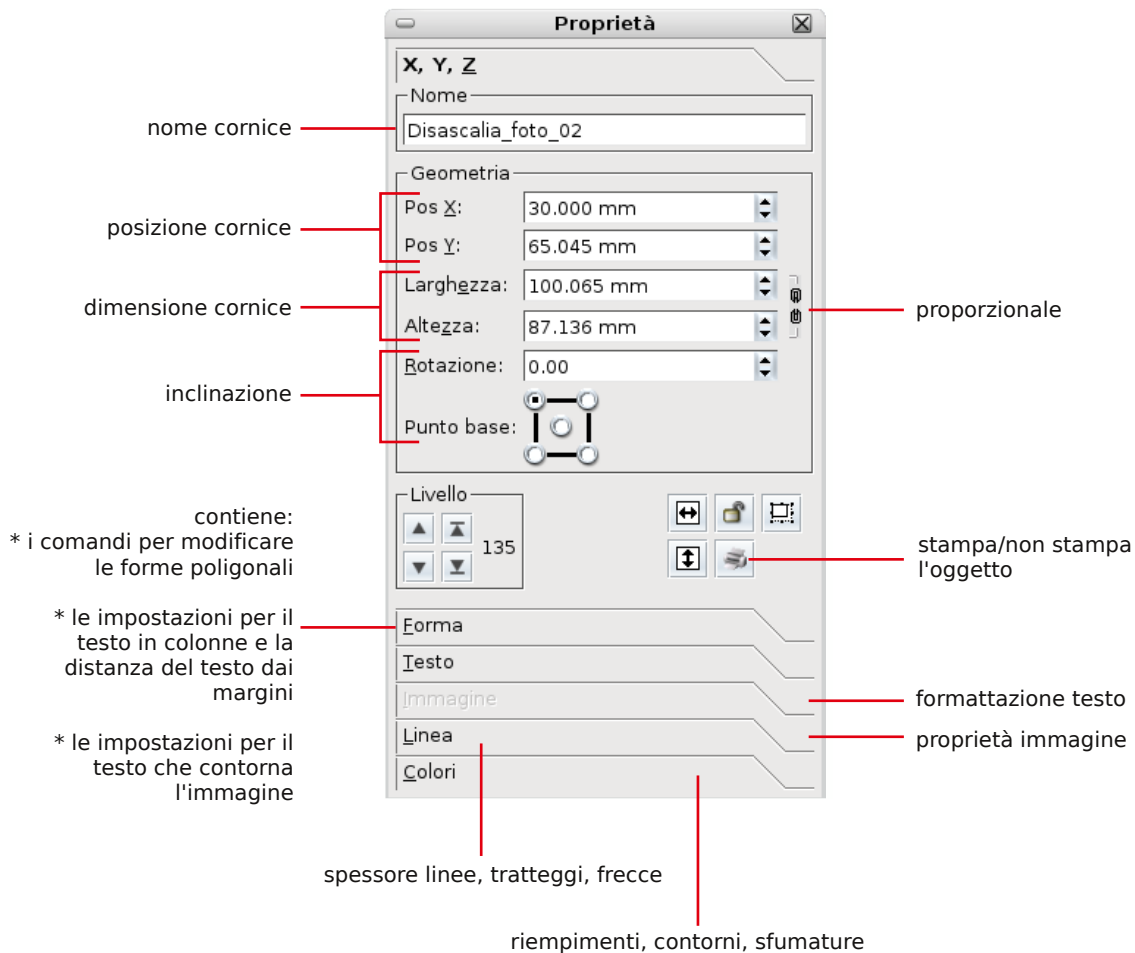 Proprietà
X, Y, Z
Nome
nome cornice
Disascalia_foto_02
Geometria
posizione cornice
Pos X:
30.000 mm
Pos Y:
65.045 mm
dimensione cornice
Larghezza:
100.065 mm
Altezza:
87.136 mm
proporzionale
inclinazione
Rotazione:
0.00
Punto base:
Livello
135
stampa/non stampa
l'oggetto
contiene:
* i comandi per modificare
le forme poligonali
* le impostazioni per il
testo in colonne e la
distanza del testo dai
margini
* le impostazioni per il
testo che contorna
l'immagine
Forma
Testo
Immagine
formattazione testo
Linea
proprietà immagine
Colori
spessore linee, tratteggi, frecce
riempimenti, contorni, sfumature